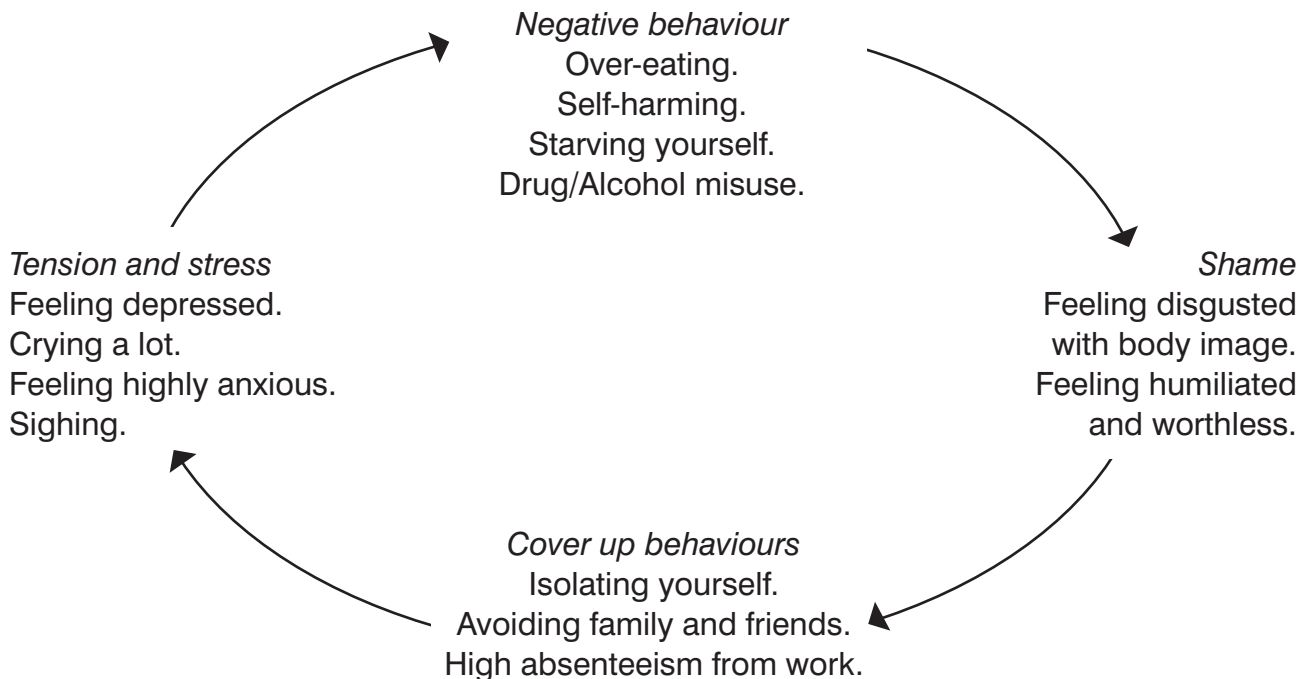 Negative behaviour
Over-eating.
Self-harming.
Starving yourself.
Drug/Alcohol misuse.
Shame
Feeling disgusted
with body image.
Feeling humiliated
and worthless.
Cover up behaviours
Isolating yourself.
Avoiding family and friends.
High absenteeism from work.
Tension and stress
Feeling depressed.
Crying a lot.
Feeling highly anxious.
Sighing.